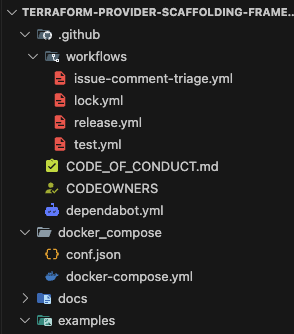 TERRAFORM-PROVIDER-SCAFFOLDING-FRAME...
.github
workflows
issue-comment-triage.yml
lock.yml
release.yml
test.yml
CODE_OF_CONDUCT.md
CODEOWNERS
dependabot.yml
docker_compose
conf.json
docker-compose.yml
docs
examples